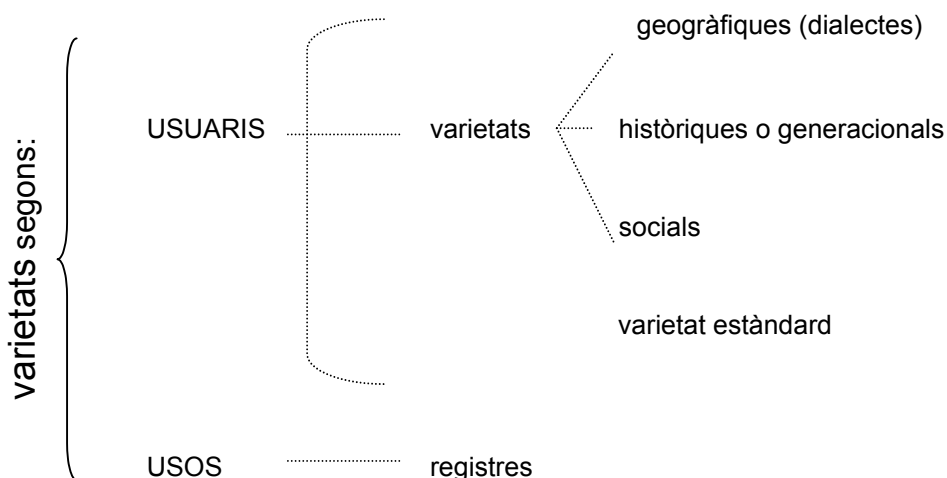 varietats segons:
USUARIS
varietats
geogràfiques (dialectes)
històriques o generacionals
socials
varietat estàndard
USOS
registres